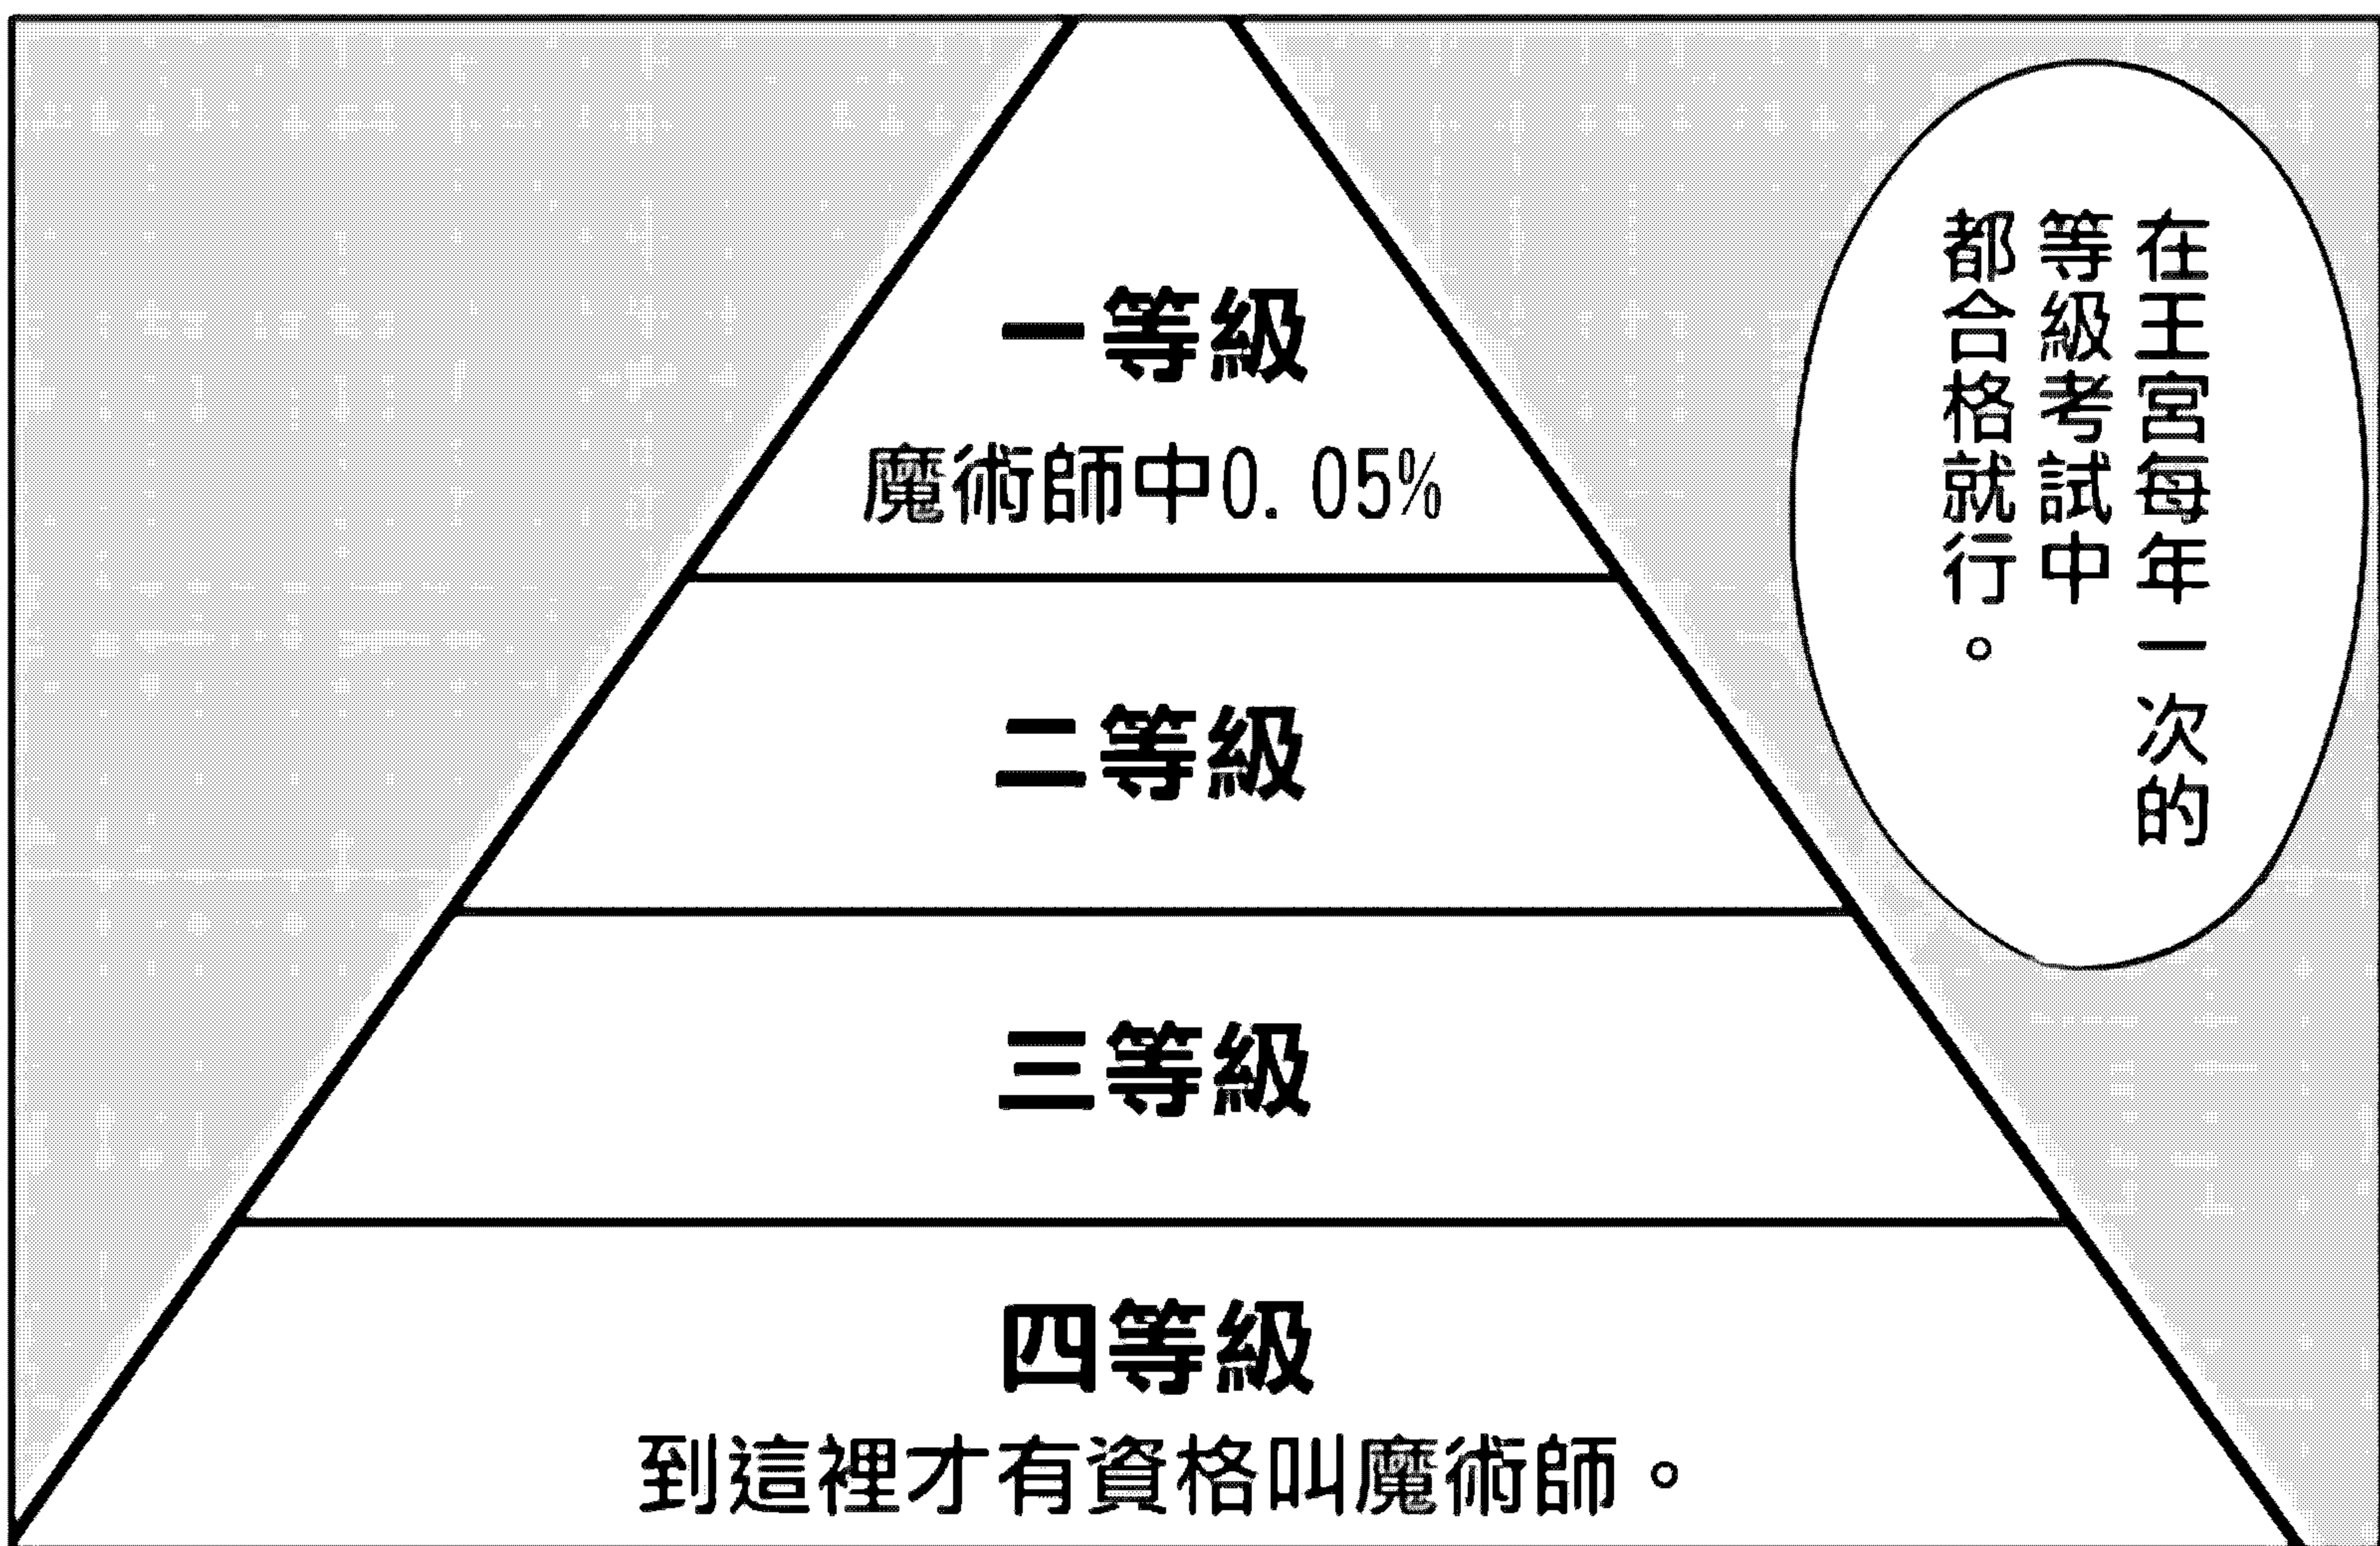 在王宮每年一次的
等級考試中
都合格就行。
一等級
魔術師中0.05%
二等級
三等級
四等級
到這裡才有資格叫魔術師。